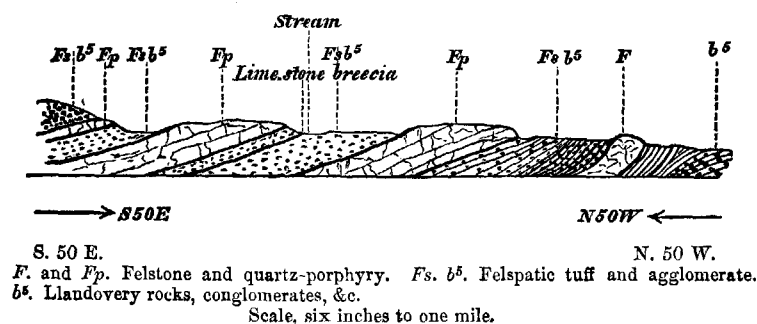 Stream
Fs b⁵ Fp Fs b⁵ Fp Fs b⁵ Fp Fs b⁵ F b⁵
Limestone breecia
S50E N50W
S. 50 E. N. 50 W.
F. and Fp. Felstone and quartz-porphyry. Fs. b⁵. Felspatic tuff and agglomerate.
b⁵. Llandovery rocks, conglomerates, &c.
Scale, six inches to one mile.